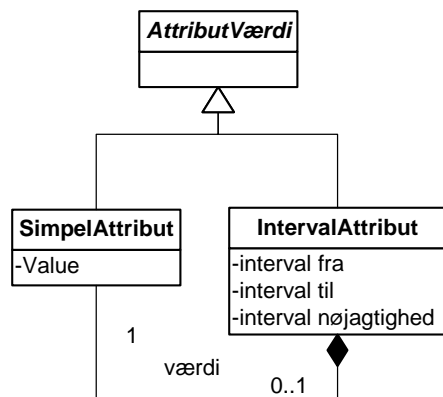 AttributVærdi
SimpelAttribut
-Value
IntervalAttribut
-interval fra
-interval til
-interval nøjagtighed
1
værdi
0..1